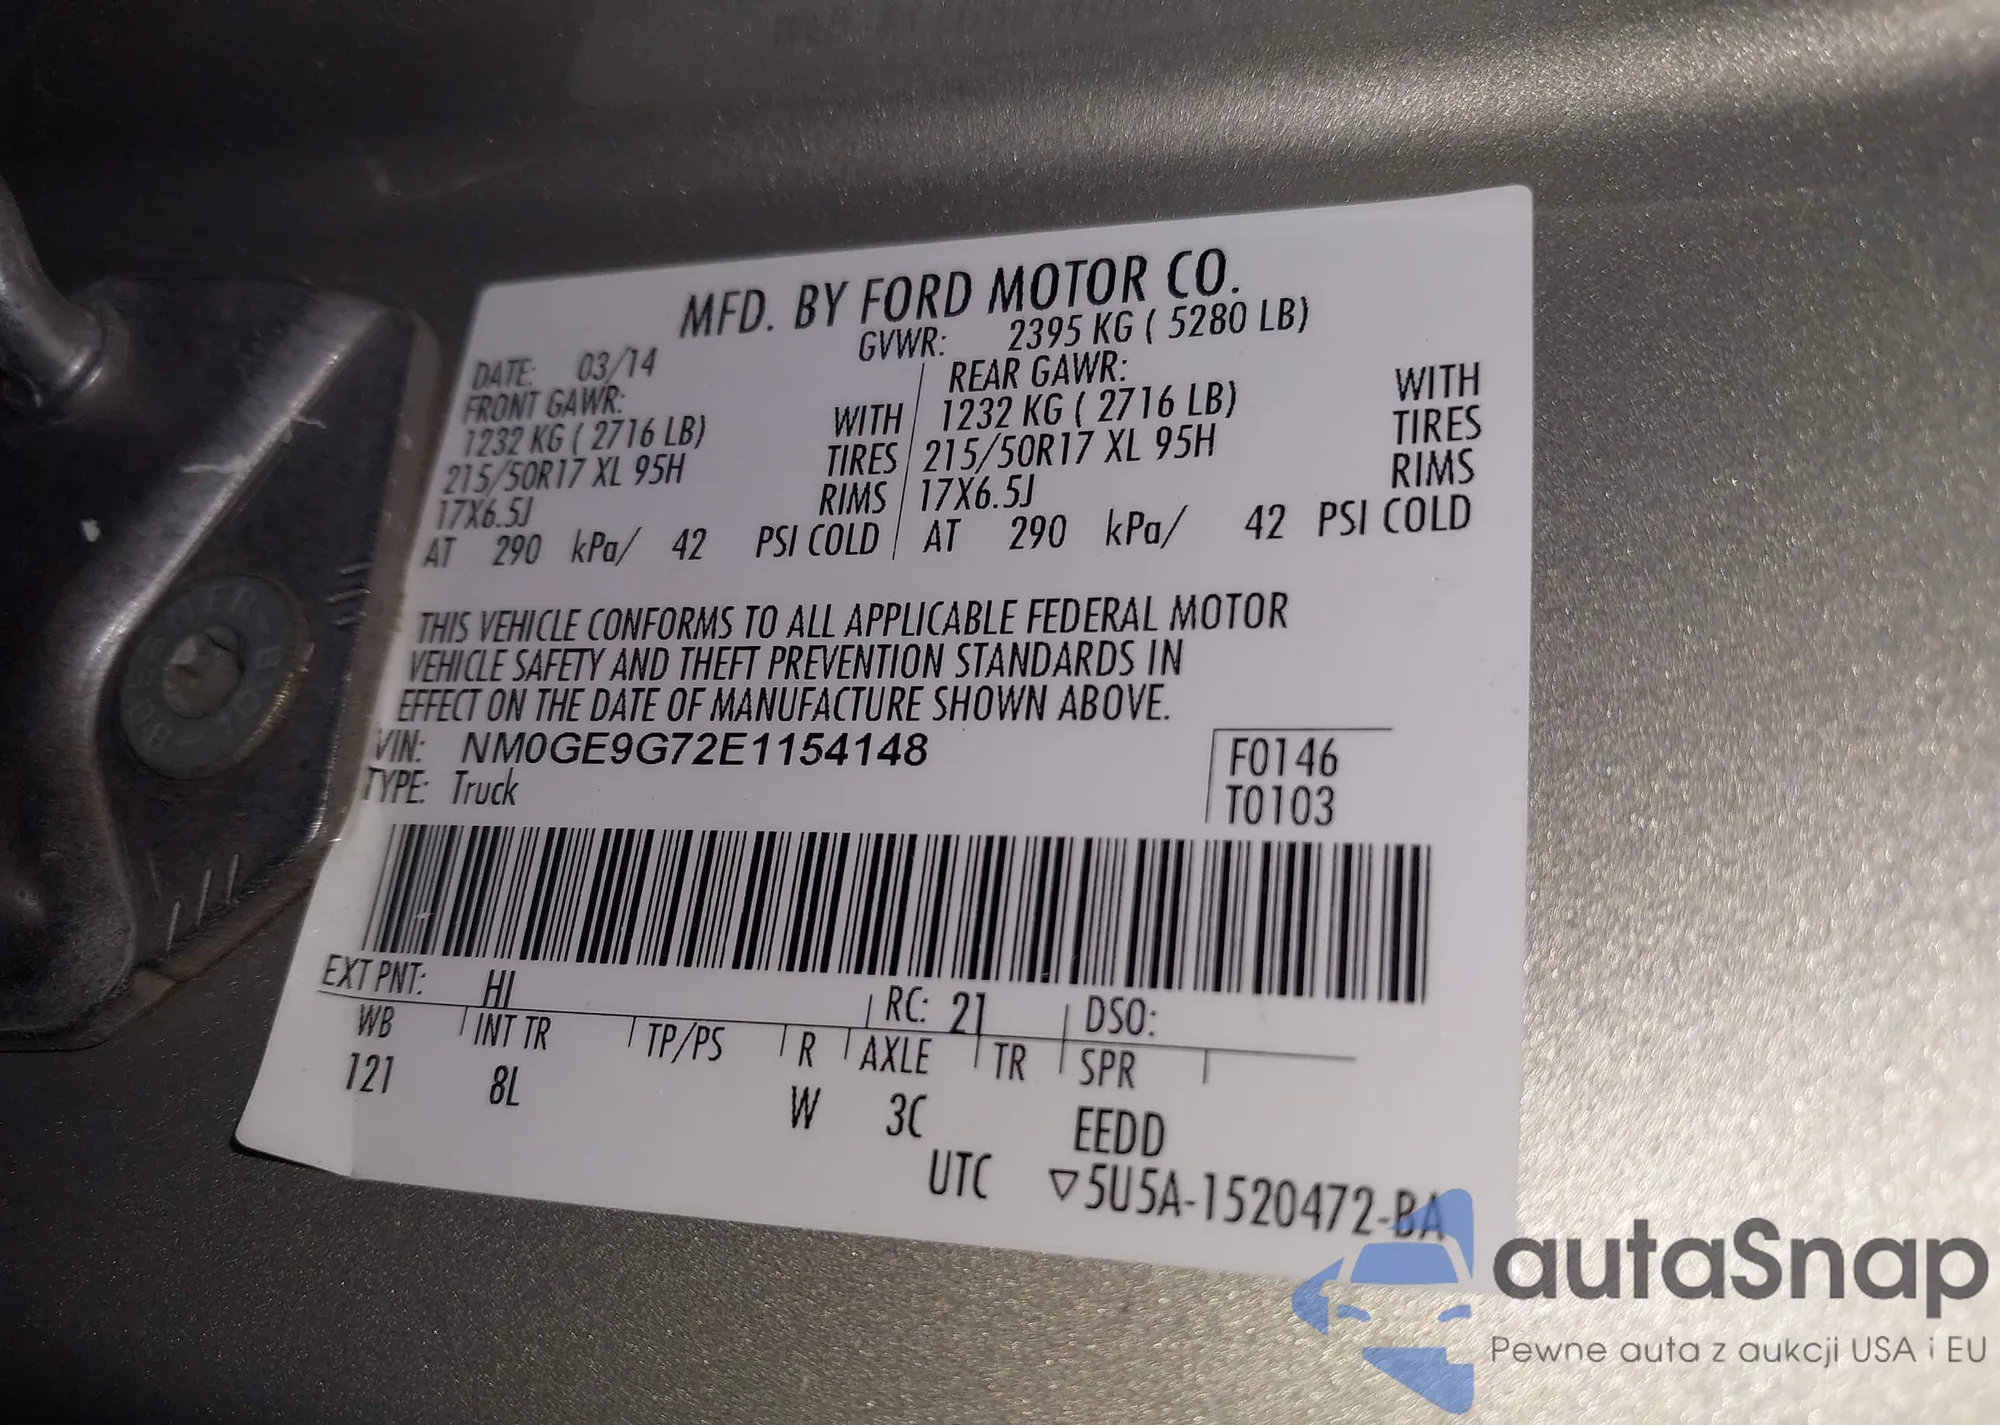 MFD. BY FORD MOTOR CO.
DATE: 03/14 GVWR: 2395 KG ( 5280 LB)
FRONT GAWR: REAR GAWR:
1232 KG ( 2716 LB) WITH 1232 KG ( 2716 LB) WITH
215/50R17 XL 95H TIRES 215/50R17 XL 95H TIRES
17X6.5J RIMS 17X6.5J RIMS
AT 290 kPa/ 42 PSI COLD AT 290 kPa/ 42 PSI COLD
THIS VEHICLE CONFORMS TO ALL APPLICABLE FEDERAL MOTOR
VEHICLE SAFETY AND THEFT PREVENTION STANDARDS IN
EFFECT ON THE DATE OF MANUFACTURE SHOWN ABOVE.
VIN: NM0GE9G72E1154148 F0146
TYPE: Truck T0103
EXT PNT: HI RC: 21 DSO:
WB INT TR TP/PS R AXLE TR SPR
121 8L W 3C EEDD
UTC ▽5U5A-1520472-BA
autaSnap
Pewne auta z aukcji USA i EU